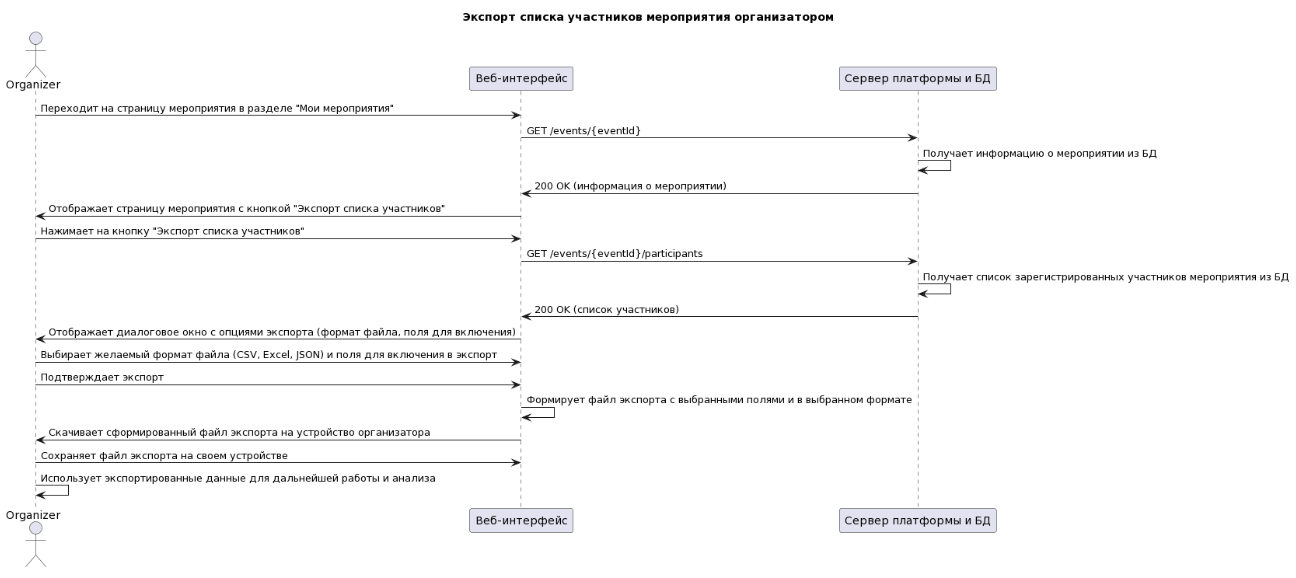 Экспорт списка участников мероприятия организатором
Organizer
Веб-интерфейс
Сервер платформы и БД
Переходит на страницу мероприятия в разделе "Мои мероприятия"
GET /events/{eventId}
Получает информацию о мероприятии из БД
200 OK (информация о мероприятии)
Отображает страницу мероприятия с кнопкой "Экспорт списка участников"
Нажимает на кнопку "Экспорт списка участников"
GET /events/{eventId}/participants
Получает список зарегистрированных участников мероприятия из БД
200 OK (список участников)
Отображает диалоговое окно с опциями экспорта (формат файла, поля для включения)
Выбирает желаемый формат файла (CSV, Excel, JSON) и поля для включения в экспорт
Подтверждает экспорт
Формирует файл экспорта с выбранными полями и в выбранном формате
Скачивает сформированный файл экспорта на устройство организатора
Сохраняет файл экспорта на своем устройстве
Использует экспортированные данные для дальнейшей работы и анализа
Organizer
Веб-интерфейс
Сервер платформы и БД